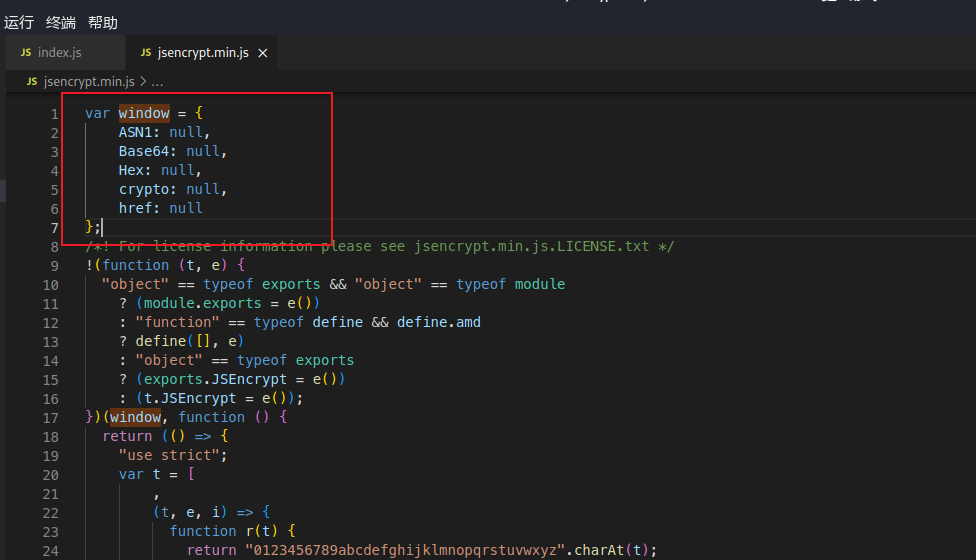 运行 终端 帮助
JS index.js JS jsencrypt.min.js ×
JS jsencrypt.min.js > ...
1 var window = {
2 ASN1: null,
3 Base64: null,
4 Hex: null,
5 crypto: null,
6 href: null
7 };
8 /*! For license information please see jsencrypt.min.js.LICENSE.txt */
9 !(function (t, e) {
10 "object" == typeof exports && "object" == typeof module
11 ? (module.exports = e())
12 : "function" == typeof define && define.amd
13 ? define([], e)
14 : "object" == typeof exports
15 ? (exports.JSEncrypt = e())
16 : (t.JSEncrypt = e());
17 })(window, function () {
18 return (() => {
19 "use strict";
20 var t = [
21 ,
22 (t, e, i) => {
23 function r(t) {
24 return "0123456789abcdefghijklmnopqrstuvwxyz".charAt(t);